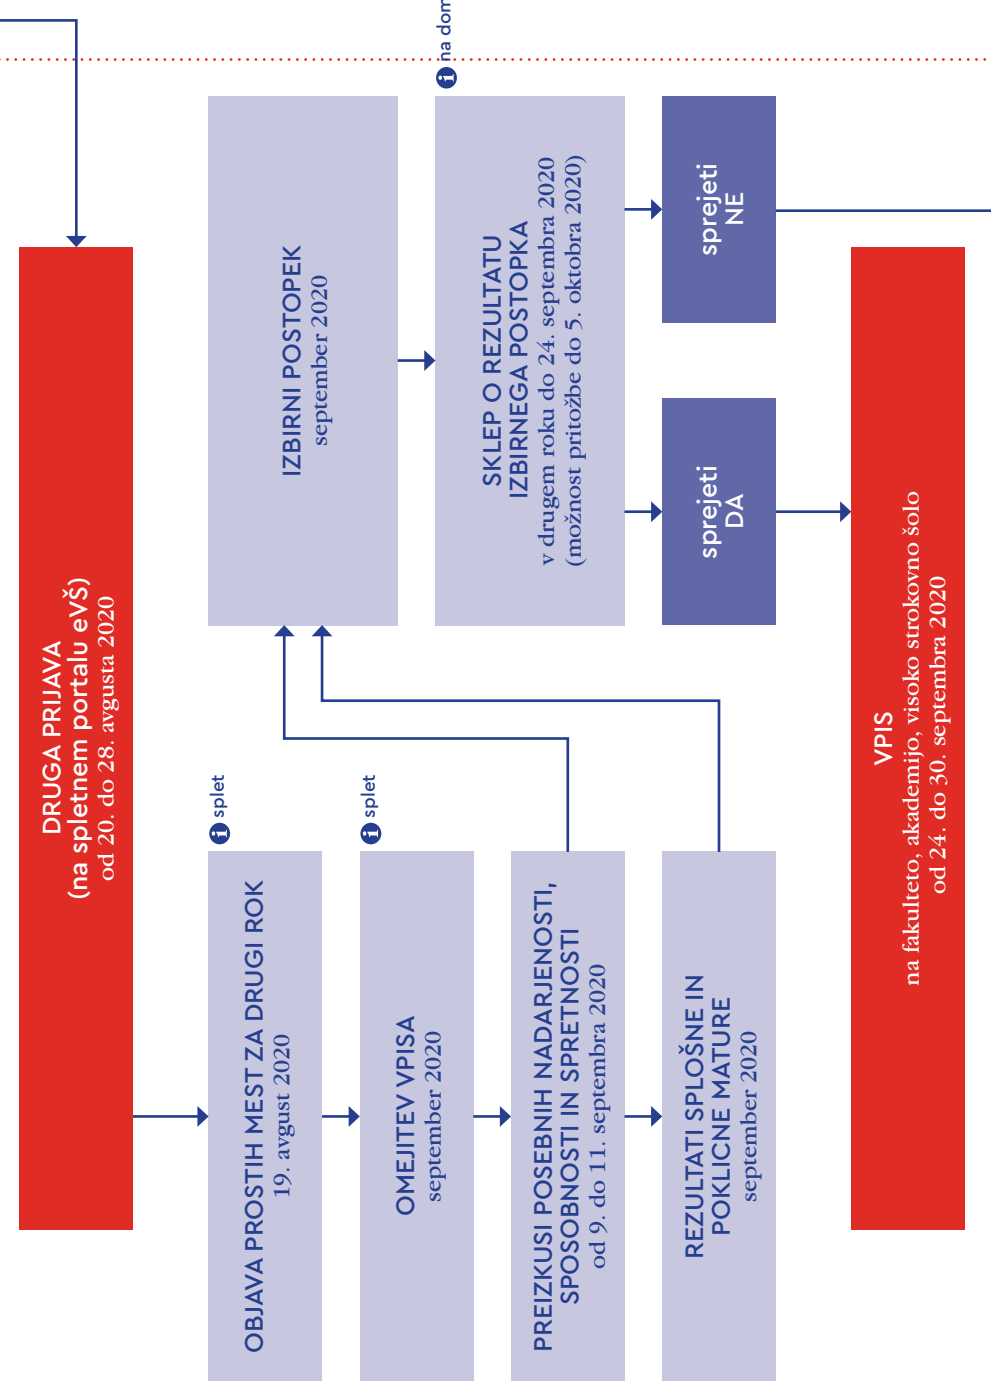 DRUGA PRIJAVA
(na spletnem portalu eVŠ)
od 20. do 28. avgusta 2020
splet
OBJAVA PROSTIH MEST ZA DRUGI ROK
19. avgust 2020
splet
OMEJITEV VPISA
september 2020
PREIZKUSI POSEBNIH NADARJENOSTI,
SPOSOBNOSTI IN SPRETNOSTI
od 9. do 11. septembra 2020
REZULTATI SPLOŠNE IN
POKLICNE MATURE
september 2020
IZBIRNI POSTOPEK
september 2020
na dom
SKLEP O REZULTATU
IZBIRNEGA POSTOPKA
v drugem roku do 24. septembra 2020
(možnost pritožbe do 5. oktobra 2020)
sprejeti
DA
sprejeti
NE
VPIS
na fakulteto, akademijo, visoko strokovno šolo
od 24. do 30. septembra 2020